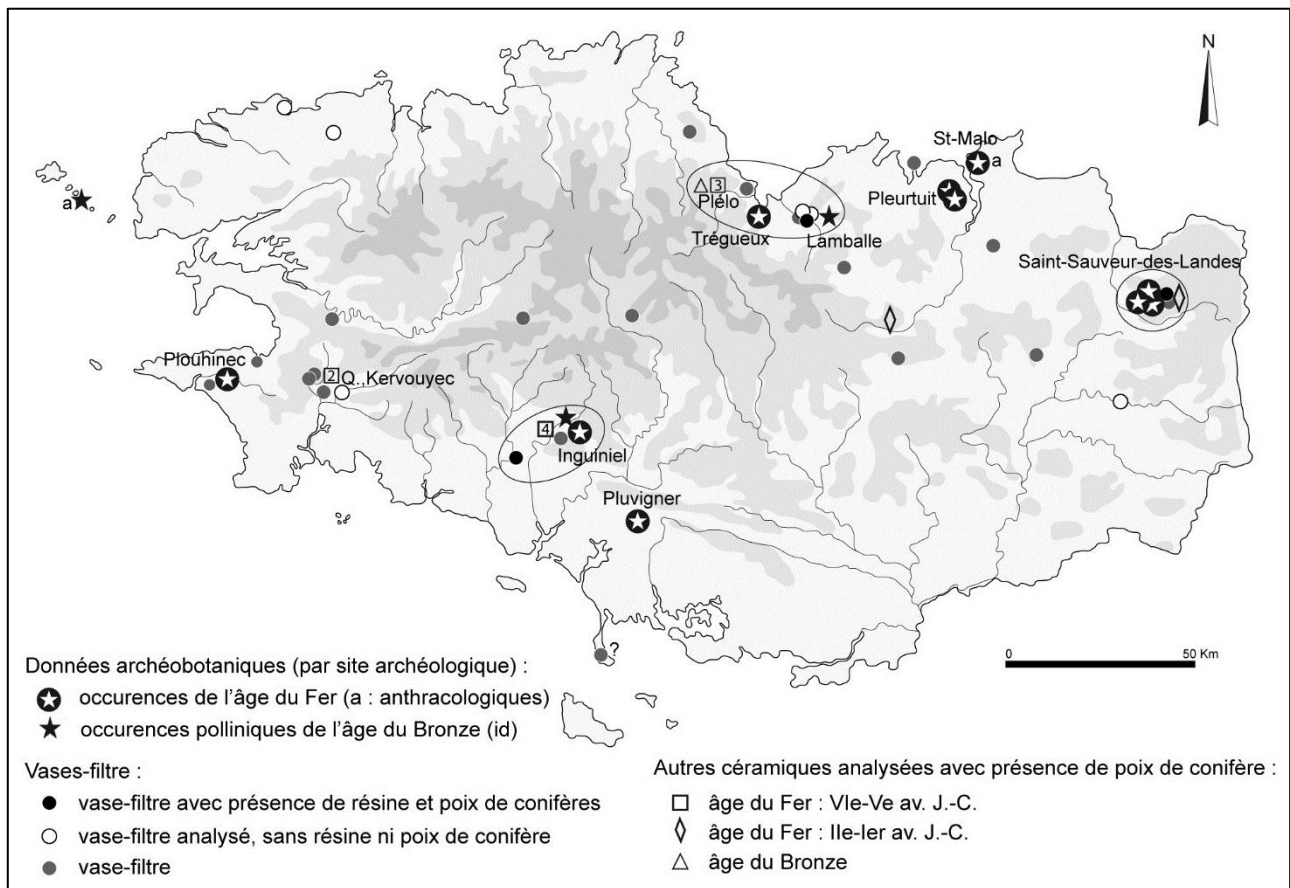 N
St-Malo
a
a
3
Plélo
Pleurtuit
Trégueux
Lamballe
Saint-Sauveur-des-Landes
Plouhinec
2
Q., Kervouyec
4
Inguiniel
Pluvigner
?
0
50 Km
Données archéobotaniques (par site archéologique) :
occurences de l'âge du Fer (a : anthracologiques)
occurences polliniques de l'âge du Bronze (id)
Vases-filtre :
vase-filtre avec présence de résine et poix de conifères
vase-filtre analysé, sans résine ni poix de conifère
vase-filtre
Autres céramiques analysées avec présence de poix de conifère :
âge du Fer : VIe-Ve av. J.-C.
âge du Fer : IIe-Ier av. J.-C.
âge du Bronze